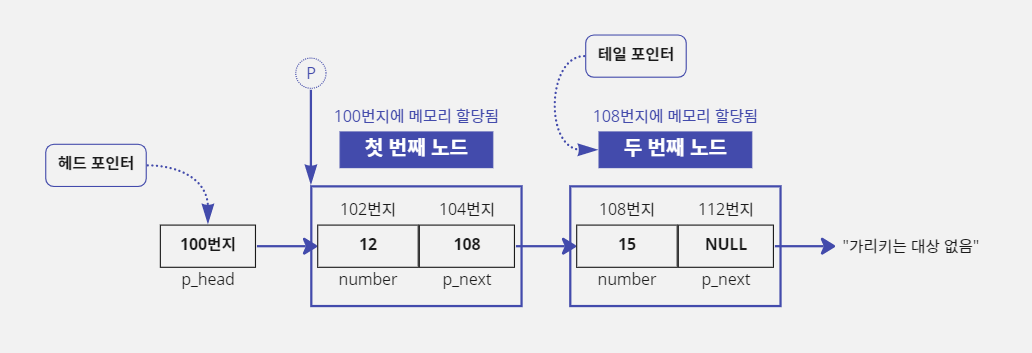 테일 포인터
P
100번지에 메모리 할당됨
108번지에 메모리 할당됨
첫 번째 노드
두 번째 노드
헤드 포인터
102번지
104번지
108번지
112번지
100번지
12
108
15
NULL
"가리키는 대상 없음"
p_head
number
p_next
number
p_next